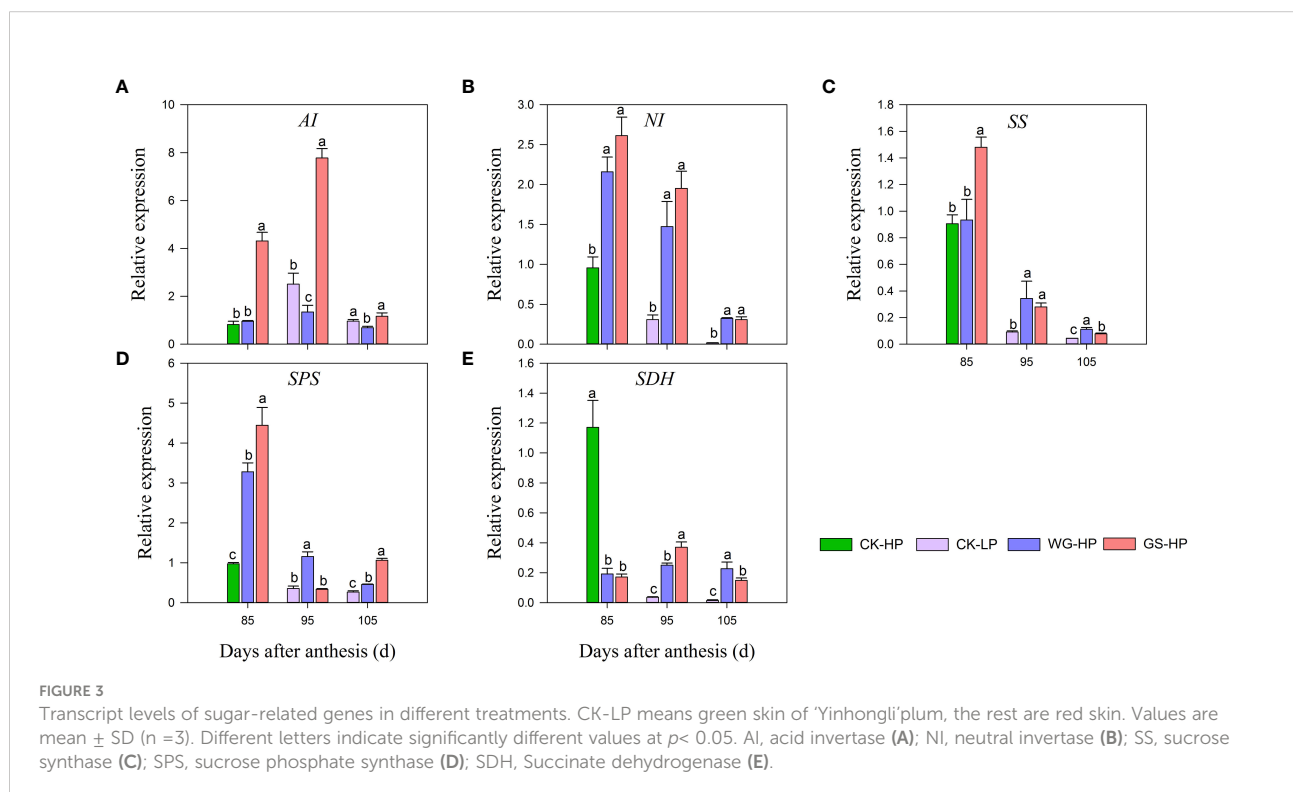 A
B
C
AI
NI
SS
Relative expression
10
8
6
4
2
0
b b a
b c a
a b a
Relative expression
3.0
2.5
2.0
1.5
1.0
0.5
0.0
b a a
b a a
b a a
Relative expression
1.8
1.6
1.4
1.2
1.0
0.8
0.6
0.4
0.2
0.0
b b a
b a a
c a b
85 95 105
D
E
SPS
SDH
Relative expression
6
5
4
3
2
1
0
c b a
b a b
c b a
85 95 105
Days after anthesis (d)
Relative expression
1.6
1.4
1.2
1.0
0.8
0.6
0.4
0.2
0.0
a b b
c b a
c a b
85 95 105
Days after anthesis (d)
CK-HP CK-LP WG-HP GS-HP
FIGURE 3
Transcript levels of sugar-related genes in different treatments. CK-LP means green skin of ‘Yinhongli’plum, the rest are red skin. Values are
mean ± SD (n =3). Different letters indicate significantly different values at p< 0.05. AI, acid invertase (A); NI, neutral invertase (B); SS, sucrose
synthase (C); SPS, sucrose phosphate synthase (D); SDH, Succinate dehydrogenase (E).